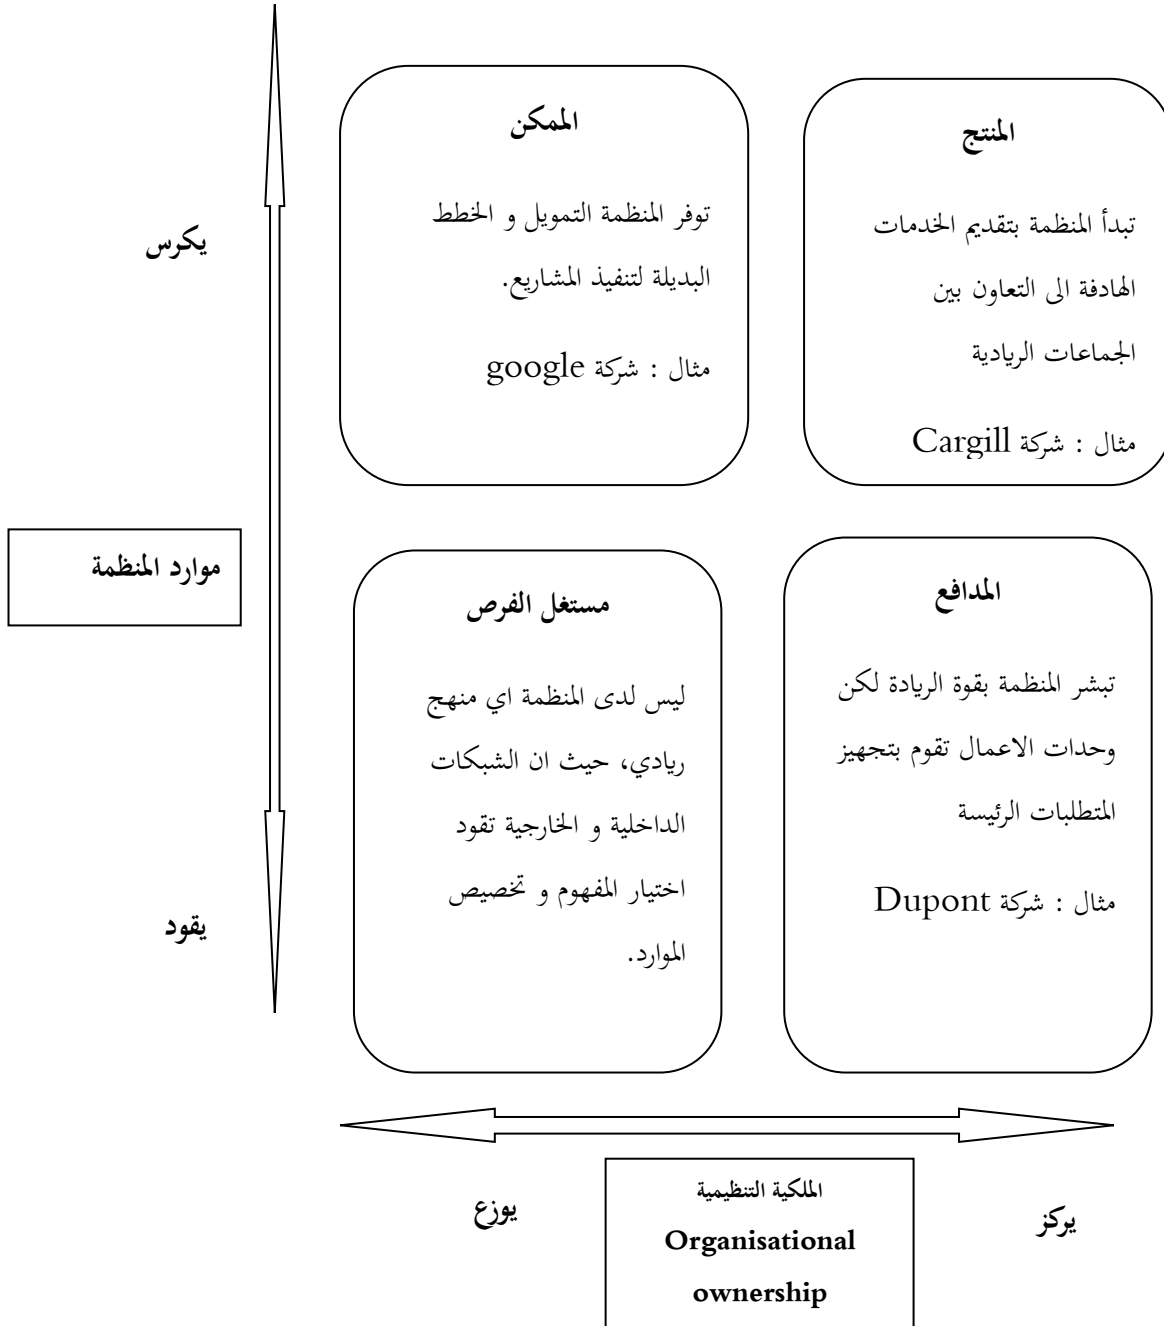 المنتج
تبدأ المنظمة بتقديم الخدمات
الهادفة الى التعاون بين
الجماعات الريادية
مثال : شركة Cargill
الممكن
توفر المنظمة التمويل و الخطط
البديلة لتنفيذ المشاريع.
مثال : شركة google
يكرس
موارد المنظمة
المدافع
تبشر المنظمة بقوة الريادة لكن
وحدات الاعمال تقوم بتجهيز
المتطلبات الرئيسة
مثال : شركة Dupont
مستغل الفرص
ليس لدى المنظمة اي منهج
ريادي، حيث ان الشبكات
الداخلية و الخارجية تقود
اختيار المفهوم و تخصيص
الموارد.
يقود
يركز
الملكية التنظيمية
Organisational
ownership
يوزع